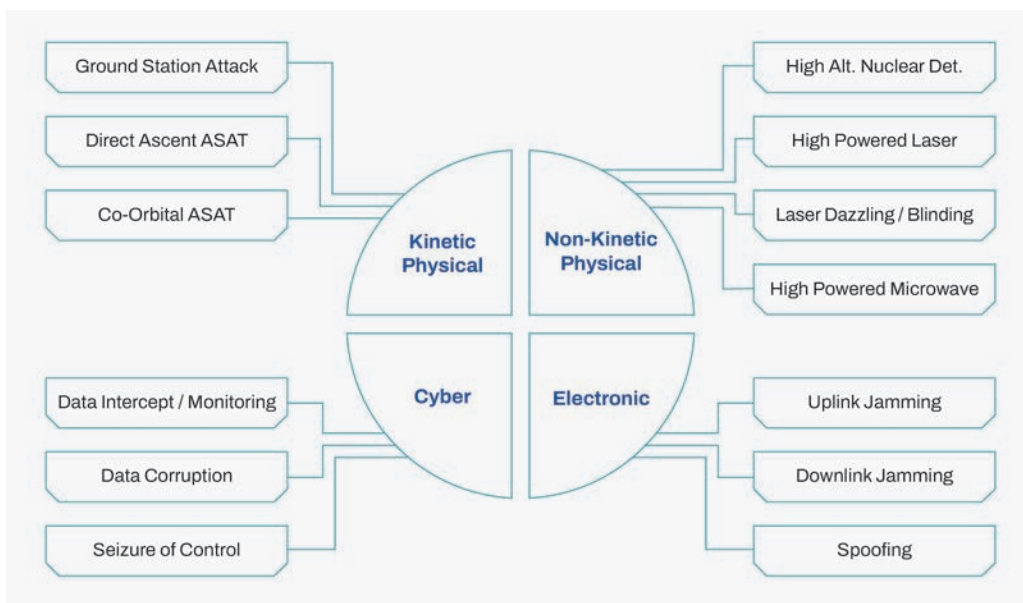 Ground Station Attack
Direct Ascent ASAT
Co-Orbital ASAT
Kinetic
Physical
Non-Kinetic
Physical
High Alt. Nuclear Det.
High Powered Laser
Laser Dazzling / Blinding
High Powered Microwave
Cyber
Data Intercept / Monitoring
Data Corruption
Seizure of Control
Electronic
Uplink Jamming
Downlink Jamming
Spoofing